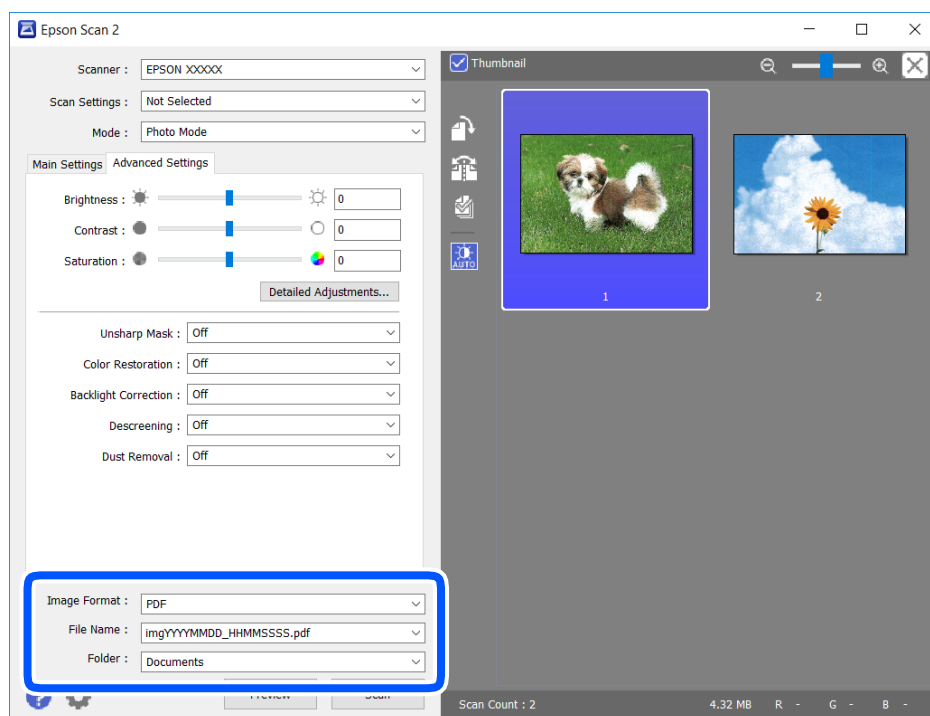 Epson Scan 2
Scanner : EPSON XXXXX
Scan Settings : Not Selected
Mode : Photo Mode
Main Settings Advanced Settings
Brightness : 0
Contrast : 0
Saturation : 0
Detailed Adjustments...
Unsharp Mask : Off
Color Restoration : Off
Backlight Correction : Off
Descreening : Off
Dust Removal : Off
Image Format : PDF
File Name : imgYYYYMMDD_HHMMSSSS.pdf
Folder : Documents
Preview Scan
Thumbnail
AUTO
1
2
Scan Count : 2 4.32 MB R - G - B -